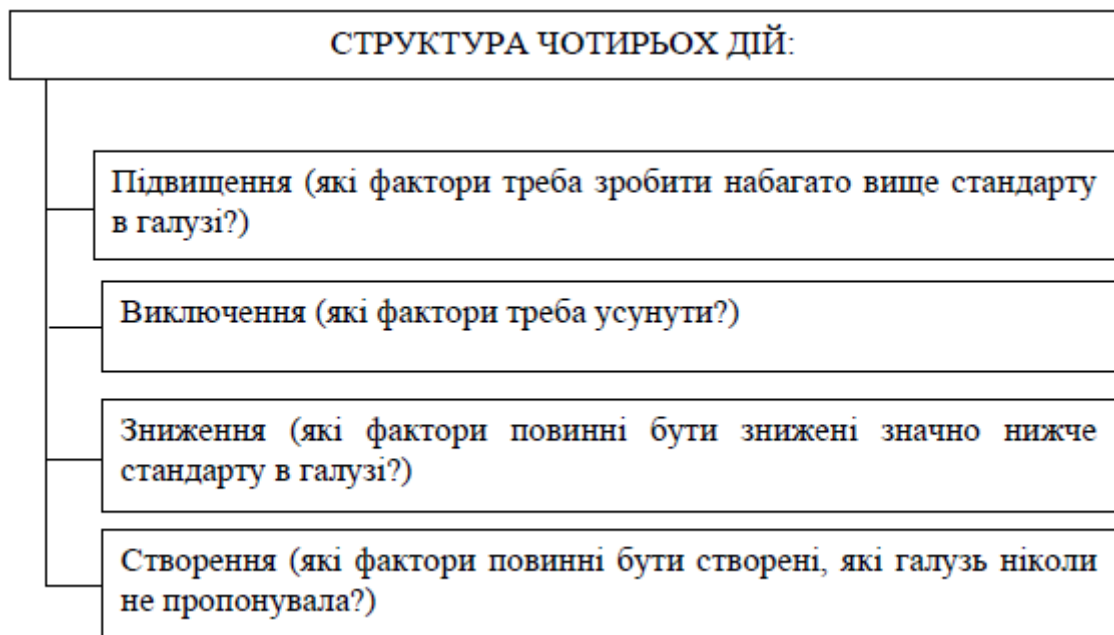 СТРУКТУРА ЧОТИРЬОХ ДІЙ:
Підвищення (які фактори треба зробити набагато вище стандарту
в галузі?)
Виключення (які фактори треба усунути?)
Зниження (які фактори повинні бути знижені значно нижче
стандарту в галузі?)
Створення (які фактори повинні бути створені, які галузь ніколи
не пропонувала?)